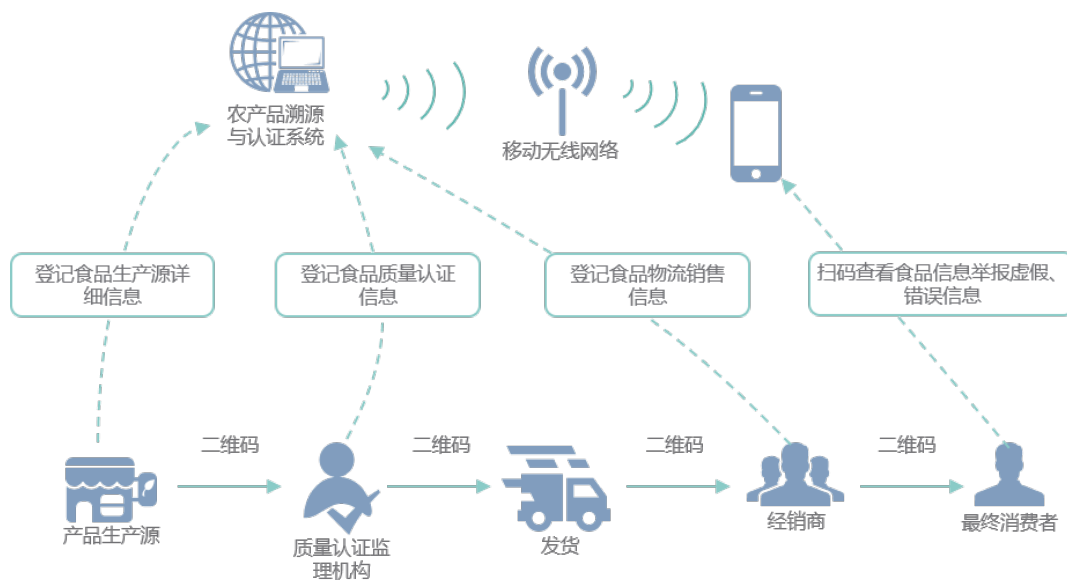 农产品溯源
与认证系统
移动无线网络
登记食品生产源详
细信息
登记食品质量认证
信息
登记食品物流销售
信息
扫码查看食品信息举报虚假、
错误信息
二维码
二维码
二维码
二维码
产品生产源
质量认证监
理机构
发货
经销商
最终消费者